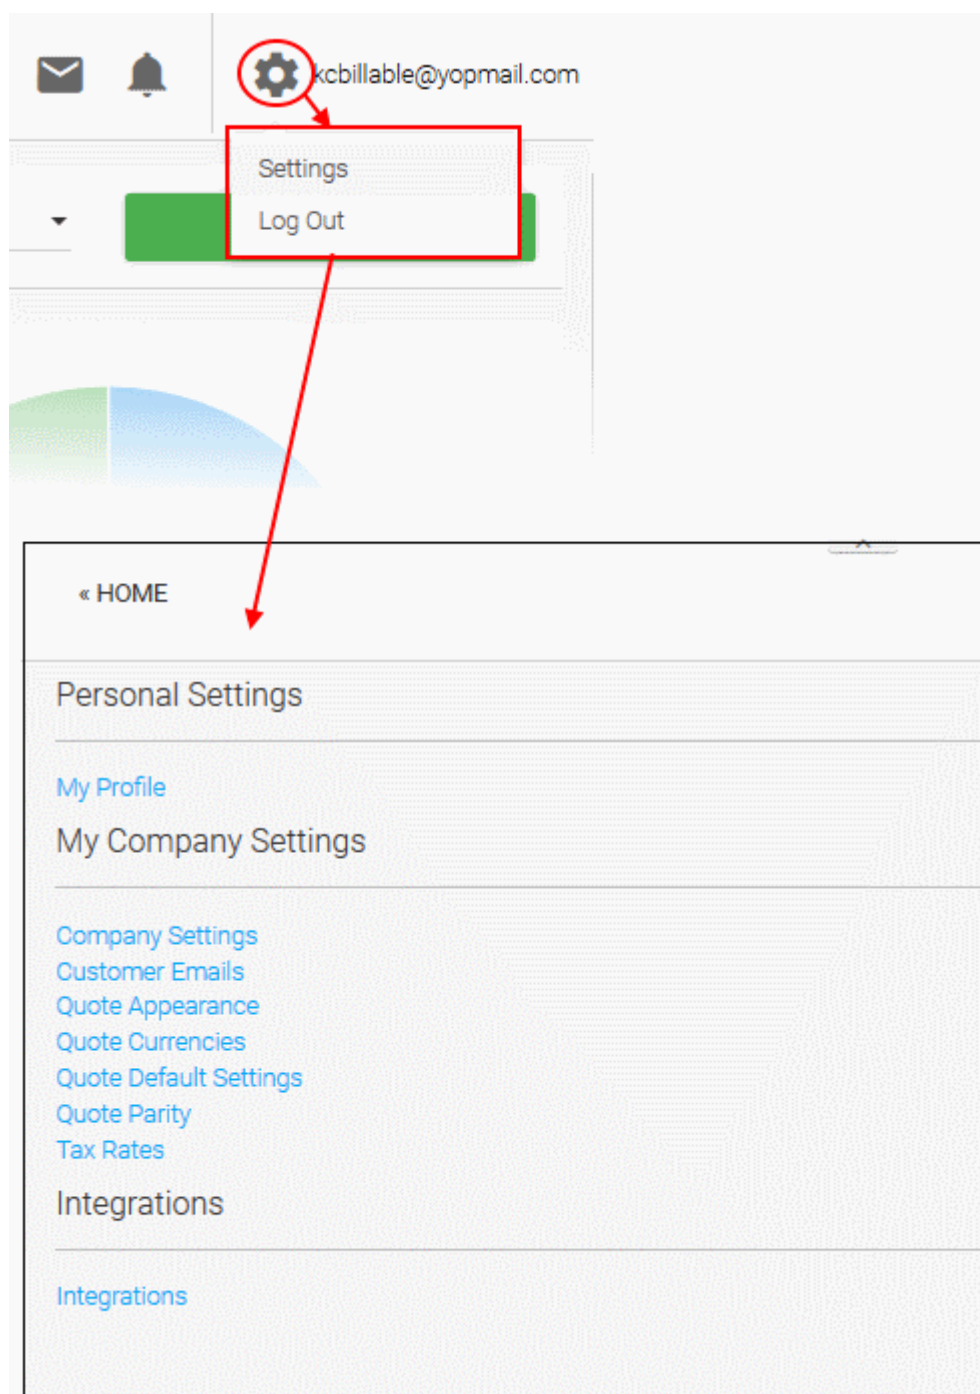 kcbillable@yopmail.com
Settings
Log Out
« HOME
Personal Settings
My Profile
My Company Settings
Company Settings
Customer Emails
Quote Appearance
Quote Currencies
Quote Default Settings
Quote Parity
Tax Rates
Integrations
Integrations